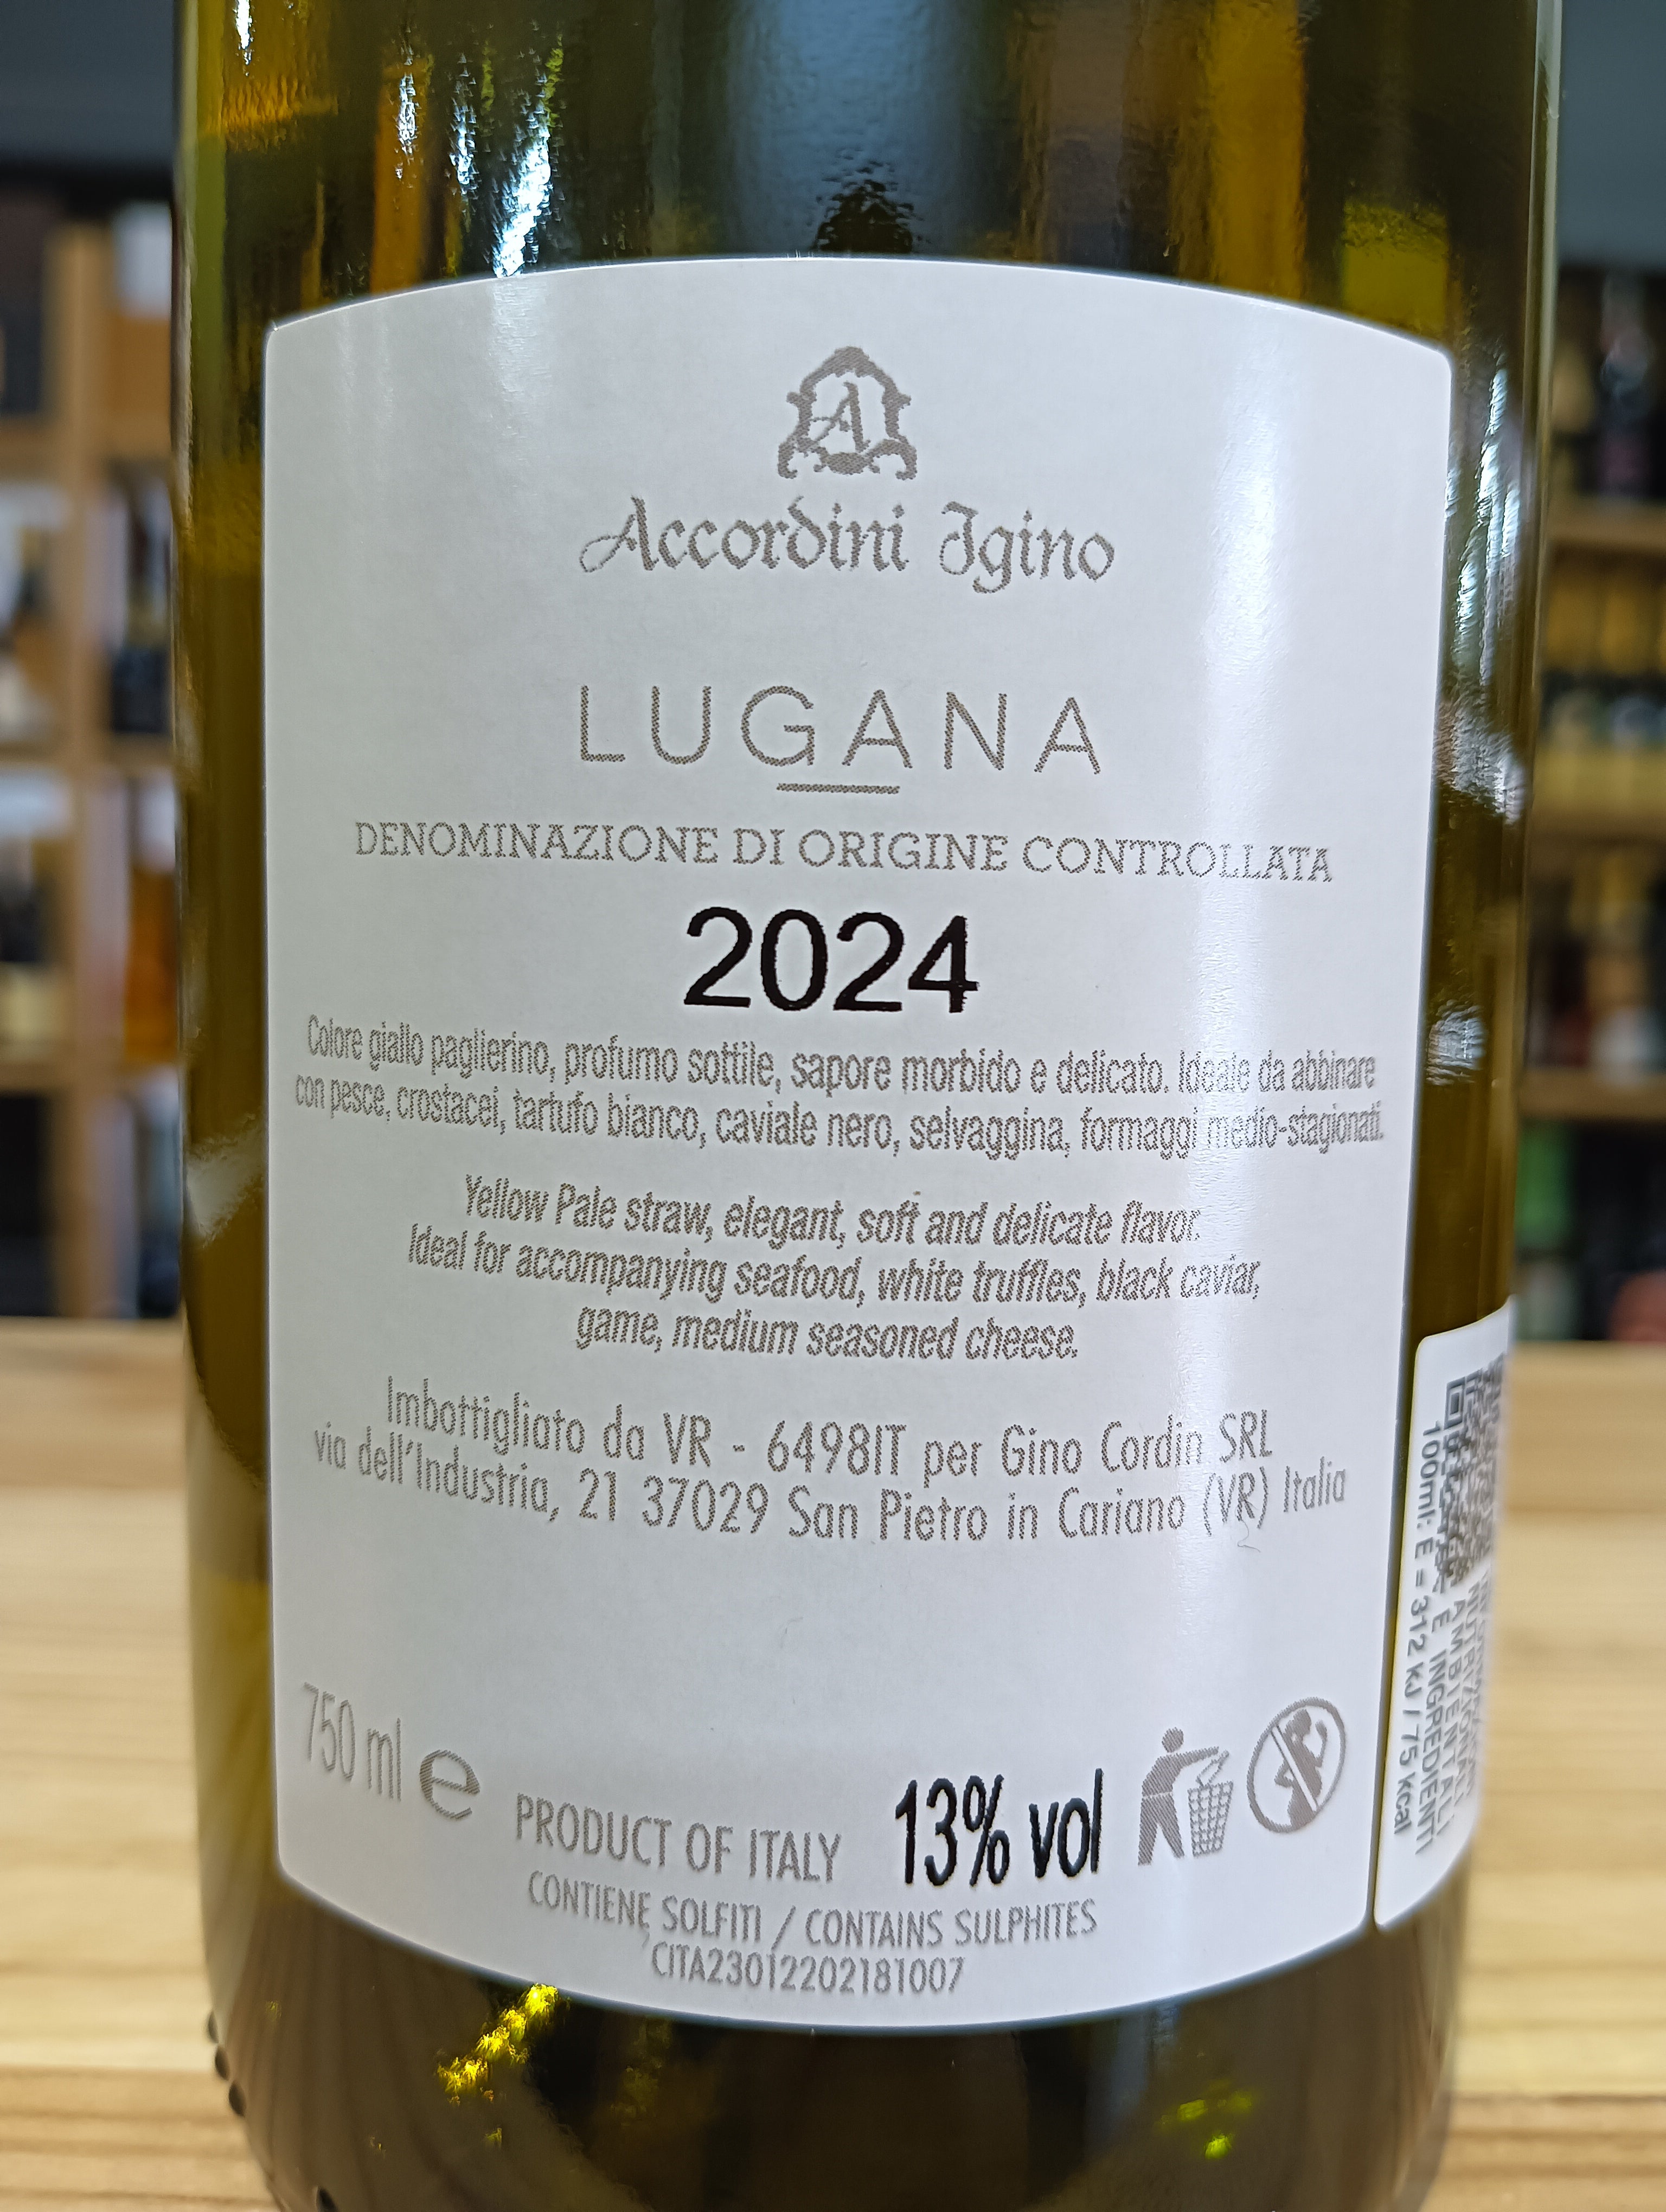 A
Accordini Igino
LUGANA
DENOMINAZIONE DI ORIGINE CONTROLLATA
2024
Colore giallo paglierino, profumo sottile, sapore morbido e delicato. Ideale da abbinare
con pesce, crostacei, tartufo bianco, caviale nero, selvaggina, formaggi medio-stagionati.
Yellow Pale straw, elegant, soft and delicate flavor.
Ideal for accompanying seafood, white truffles, black caviar,
game, medium seasoned cheese.
Imbottigliato da VR - 6498IT per Gino Cordin SRL
via dell'Industria, 21 37029 San Pietro in Cariano (VR) Italia
750 ml e
PRODUCT OF ITALY
13% vol
CONTIENE SOLFITI / CONTAINS SULPHITES
CITA23012202181007
NUTRIZIONALI
AMBIENTALI
E INGREDIENTI
100ml: E = 312 kJ / 75 kcal